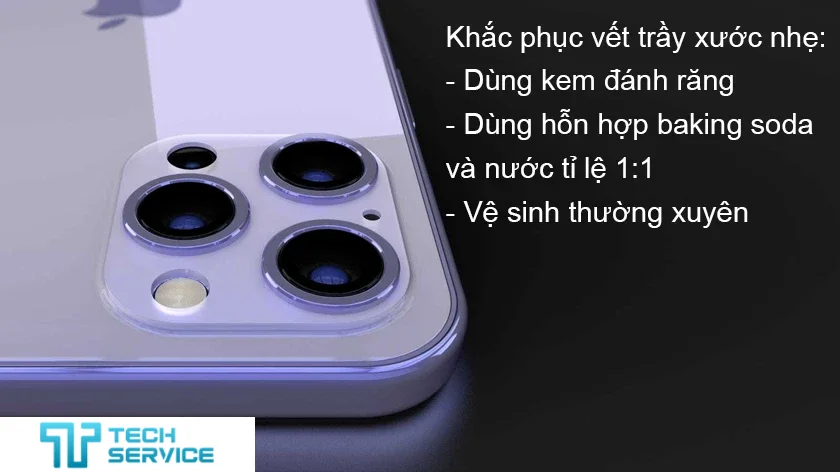 Khắc phục vết trầy xước nhẹ:
- Dùng kem đánh răng
- Dùng hỗn hợp baking soda
và nước tỉ lệ 1:1
- Vệ sinh thường xuyên
TECH
SERVICE